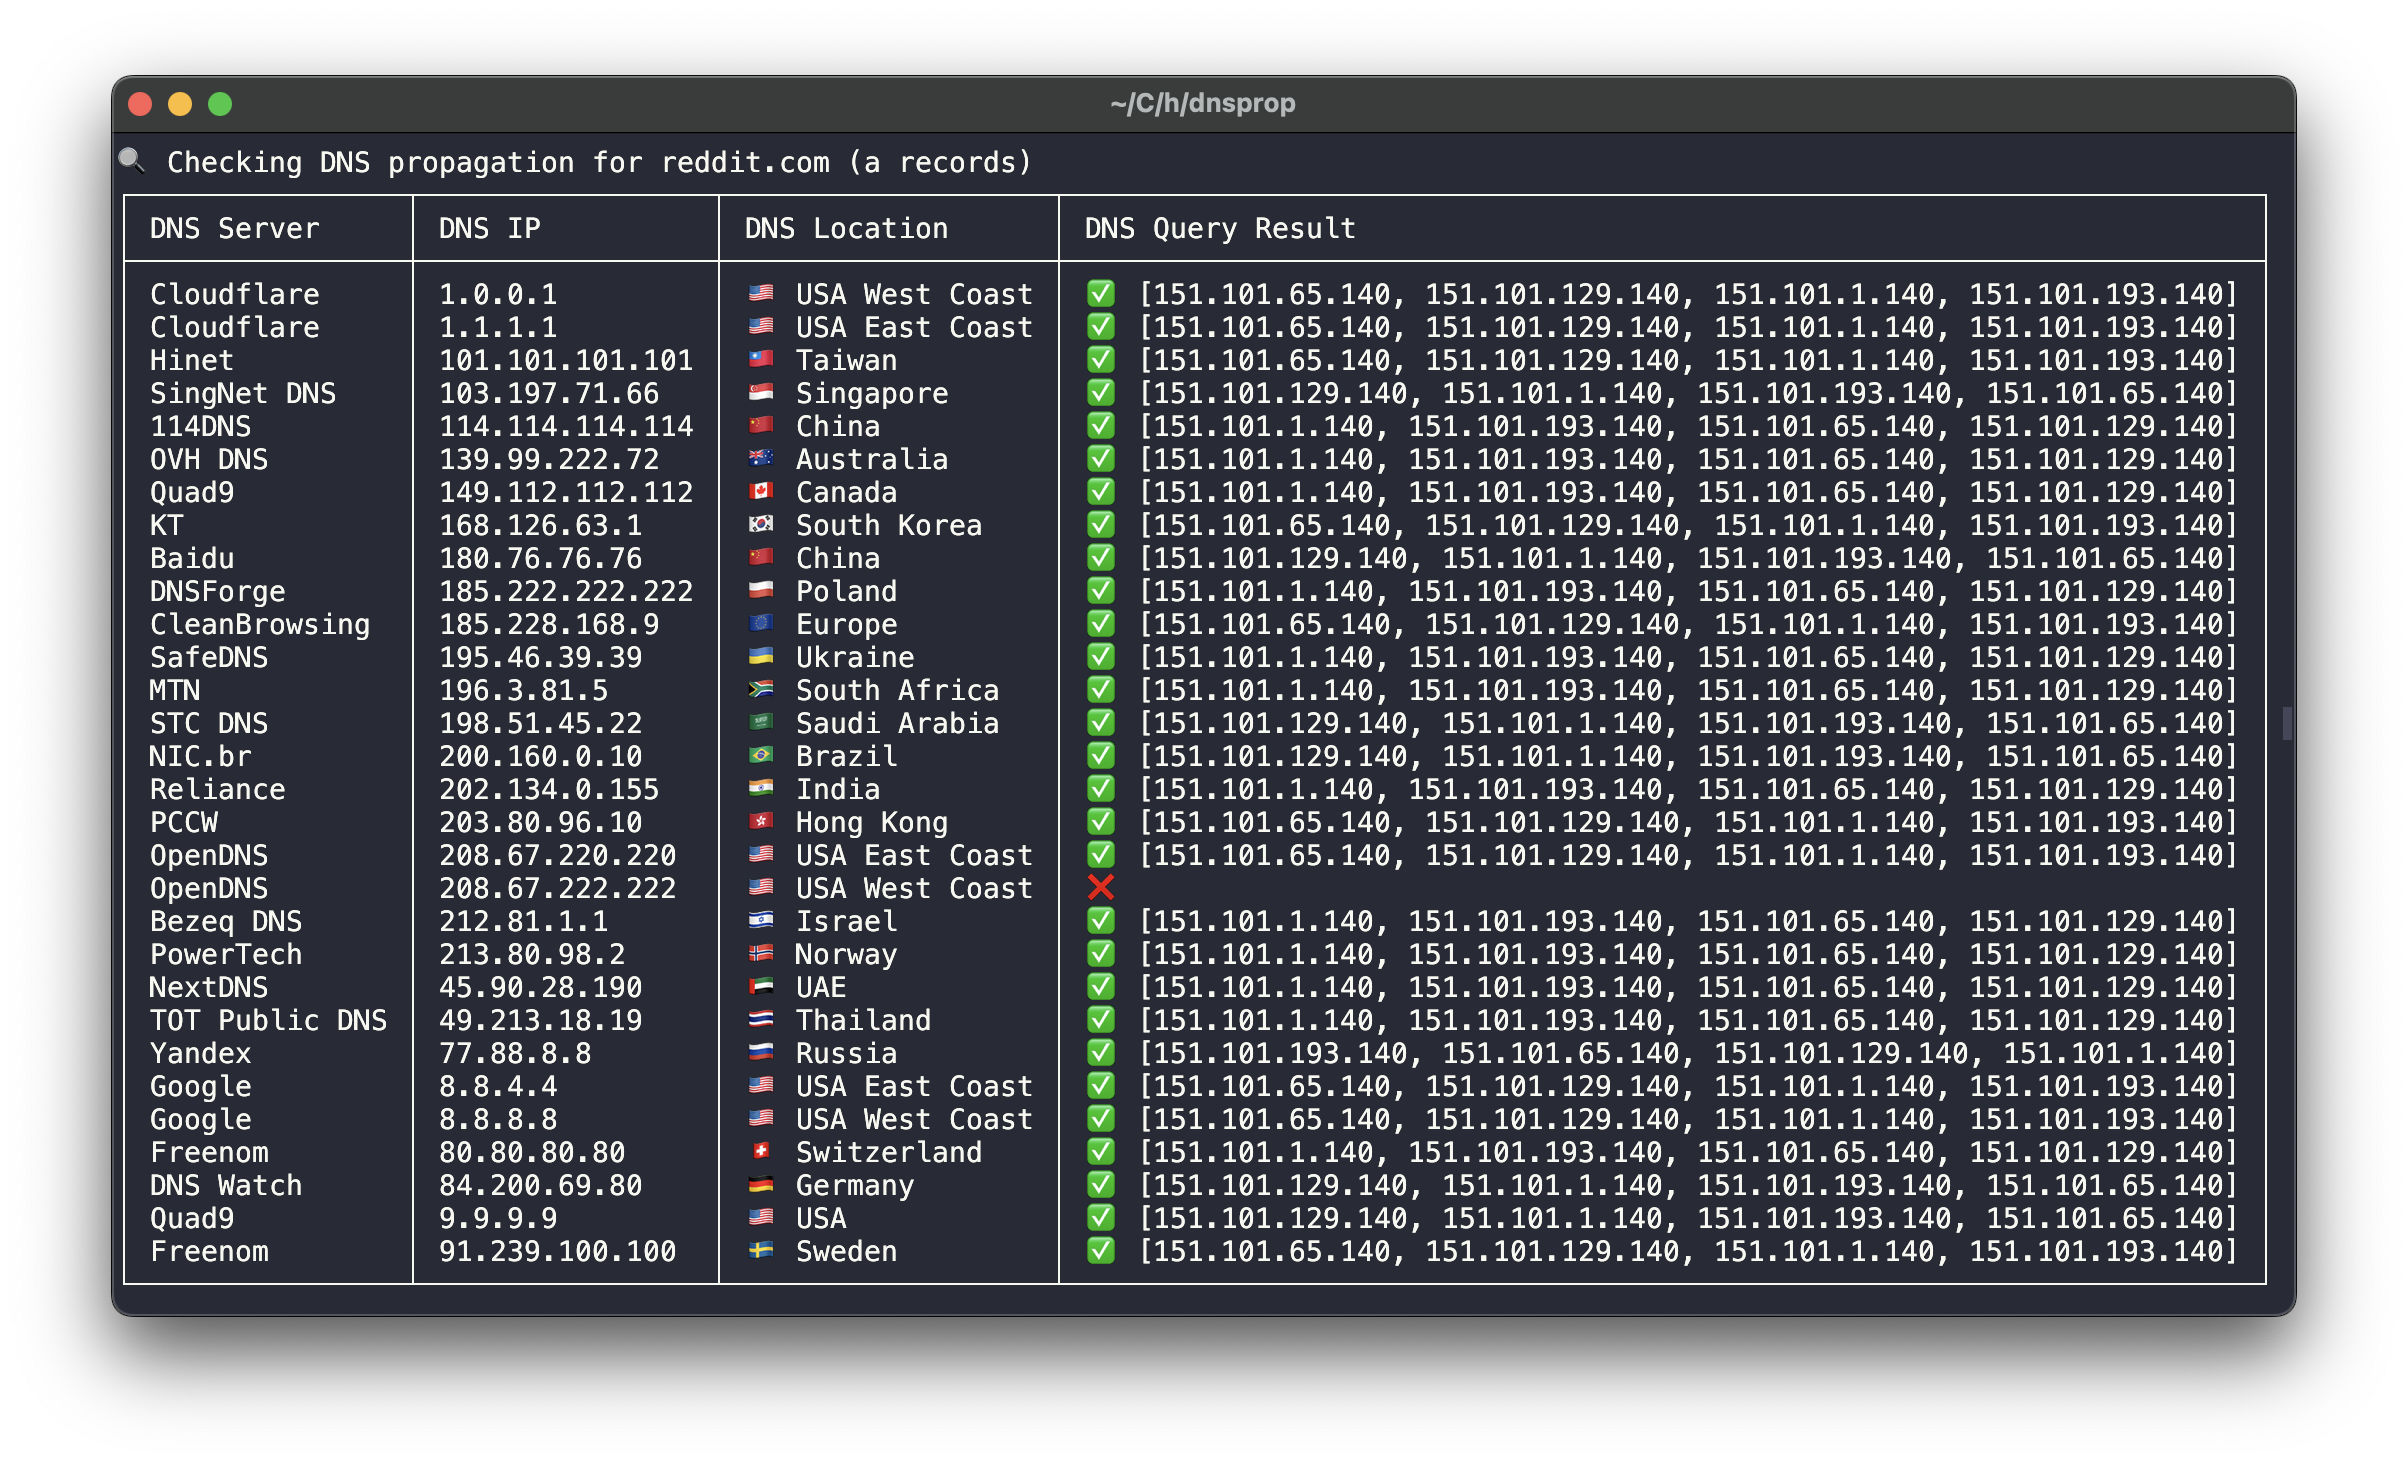 ~/C/h/dnsprop
🔍 Checking DNS propagation for reddit.com (a records)
DNS Server DNS IP DNS Location DNS Query Result
Cloudflare 1.0.0.1 🇺🇸 USA West Coast ✅ [151.101.65.140, 151.101.129.140, 151.101.1.140, 151.101.193.140]
Cloudflare 1.1.1.1 🇺🇸 USA East Coast ✅ [151.101.65.140, 151.101.129.140, 151.101.1.140, 151.101.193.140]
Hinet 101.101.101.101 🇹🇼 Taiwan ✅ [151.101.65.140, 151.101.129.140, 151.101.1.140, 151.101.193.140]
SingNet DNS 103.197.71.66 🇸🇬 Singapore ✅ [151.101.129.140, 151.101.1.140, 151.101.193.140, 151.101.65.140]
114DNS 114.114.114.114 🇨🇳 China ✅ [151.101.1.140, 151.101.193.140, 151.101.65.140, 151.101.129.140]
OVH DNS 139.99.222.72 🇦🇺 Australia ✅ [151.101.1.140, 151.101.193.140, 151.101.65.140, 151.101.129.140]
Quad9 149.112.112.112 🇨🇦 Canada ✅ [151.101.1.140, 151.101.193.140, 151.101.65.140, 151.101.129.140]
KT 168.126.63.1 🇰🇷 South Korea ✅ [151.101.65.140, 151.101.129.140, 151.101.1.140, 151.101.193.140]
Baidu 180.76.76.76 🇨🇳 China ✅ [151.101.129.140, 151.101.1.140, 151.101.193.140, 151.101.65.140]
DNSForge 185.222.222.222 🇵🇱 Poland ✅ [151.101.1.140, 151.101.193.140, 151.101.65.140, 151.101.129.140]
CleanBrowsing 185.228.168.9 🇪🇺 Europe ✅ [151.101.65.140, 151.101.129.140, 151.101.1.140, 151.101.193.140]
SafeDNS 195.46.39.39 🇺🇦 Ukraine ✅ [151.101.1.140, 151.101.193.140, 151.101.65.140, 151.101.129.140]
MTN 196.3.81.5 🇿🇦 South Africa ✅ [151.101.1.140, 151.101.193.140, 151.101.65.140, 151.101.129.140]
STC DNS 198.51.45.22 🇸🇦 Saudi Arabia ✅ [151.101.129.140, 151.101.1.140, 151.101.193.140, 151.101.65.140]
NIC.br 200.160.0.10 🇧🇷 Brazil ✅ [151.101.129.140, 151.101.1.140, 151.101.193.140, 151.101.65.140]
Reliance 202.134.0.155 🇮🇳 India ✅ [151.101.1.140, 151.101.193.140, 151.101.65.140, 151.101.129.140]
PCCW 203.80.96.10 🇭🇰 Hong Kong ✅ [151.101.65.140, 151.101.129.140, 151.101.1.140, 151.101.193.140]
OpenDNS 208.67.220.220 🇺🇸 USA East Coast ✅ [151.101.65.140, 151.101.129.140, 151.101.1.140, 151.101.193.140]
OpenDNS 208.67.222.222 🇺🇸 USA West Coast ❌
Bezeq DNS 212.81.1.1 🇮🇱 Israel ✅ [151.101.1.140, 151.101.193.140, 151.101.65.140, 151.101.129.140]
PowerTech 213.80.98.2 🇳🇴 Norway ✅ [151.101.1.140, 151.101.193.140, 151.101.65.140, 151.101.129.140]
NextDNS 45.90.28.190 🇦🇪 UAE ✅ [151.101.1.140, 151.101.193.140, 151.101.65.140, 151.101.129.140]
TOT Public DNS 49.213.18.19 🇹🇭 Thailand ✅ [151.101.1.140, 151.101.193.140, 151.101.65.140, 151.101.129.140]
Yandex 77.88.8.8 🇷🇺 Russia ✅ [151.101.193.140, 151.101.65.140, 151.101.129.140, 151.101.1.140]
Google 8.8.4.4 🇺🇸 USA East Coast ✅ [151.101.65.140, 151.101.129.140, 151.101.1.140, 151.101.193.140]
Google 8.8.8.8 🇺🇸 USA West Coast ✅ [151.101.65.140, 151.101.129.140, 151.101.1.140, 151.101.193.140]
Freenom 80.80.80.80 🇨🇭 Switzerland ✅ [151.101.1.140, 151.101.193.140, 151.101.65.140, 151.101.129.140]
DNS Watch 84.200.69.80 🇩🇪 Germany ✅ [151.101.129.140, 151.101.1.140, 151.101.193.140, 151.101.65.140]
Quad9 9.9.9.9 🇺🇸 USA ✅ [151.101.129.140, 151.101.1.140, 151.101.193.140, 151.101.65.140]
Freenom 91.239.100.100 🇸🇪 Sweden ✅ [151.101.65.140, 151.101.129.140, 151.101.1.140, 151.101.193.140]